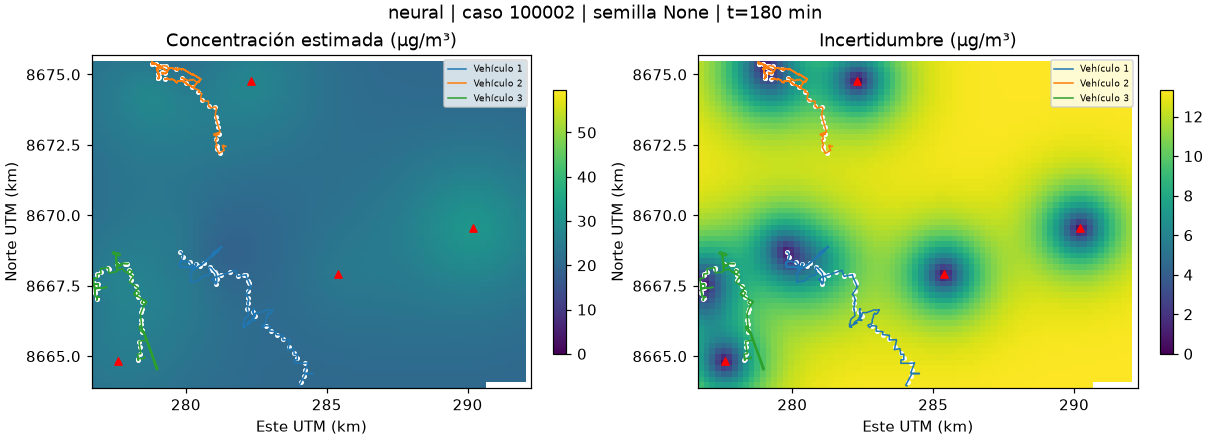 neural | caso 100002 | semilla None | t=180 min
Concentración estimada (µg/m³)
Incertidumbre (µg/m³)
Vehículo 1
Vehículo 2
Vehículo 3
Vehículo 1
Vehículo 2
Vehículo 3
8675.0
8672.5
8670.0
8667.5
8665.0
Norte UTM (km)
280
285
290
Este UTM (km)
50
40
30
20
10
0
8675.0
8672.5
8670.0
8667.5
8665.0
Norte UTM (km)
280
285
290
Este UTM (km)
12
10
8
6
4
2
0